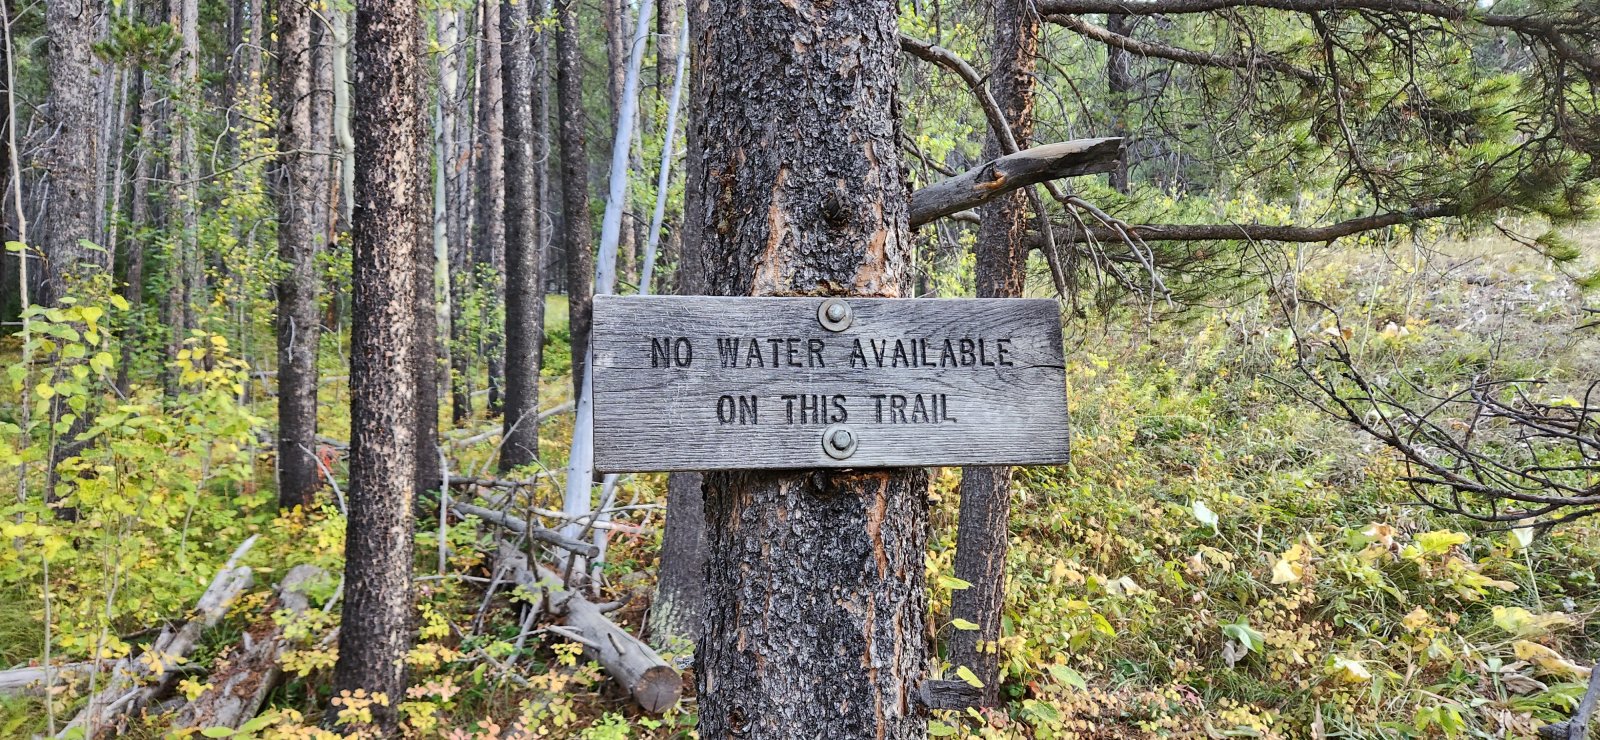 NO WATER AVAILABLE
ON THIS TRAIL